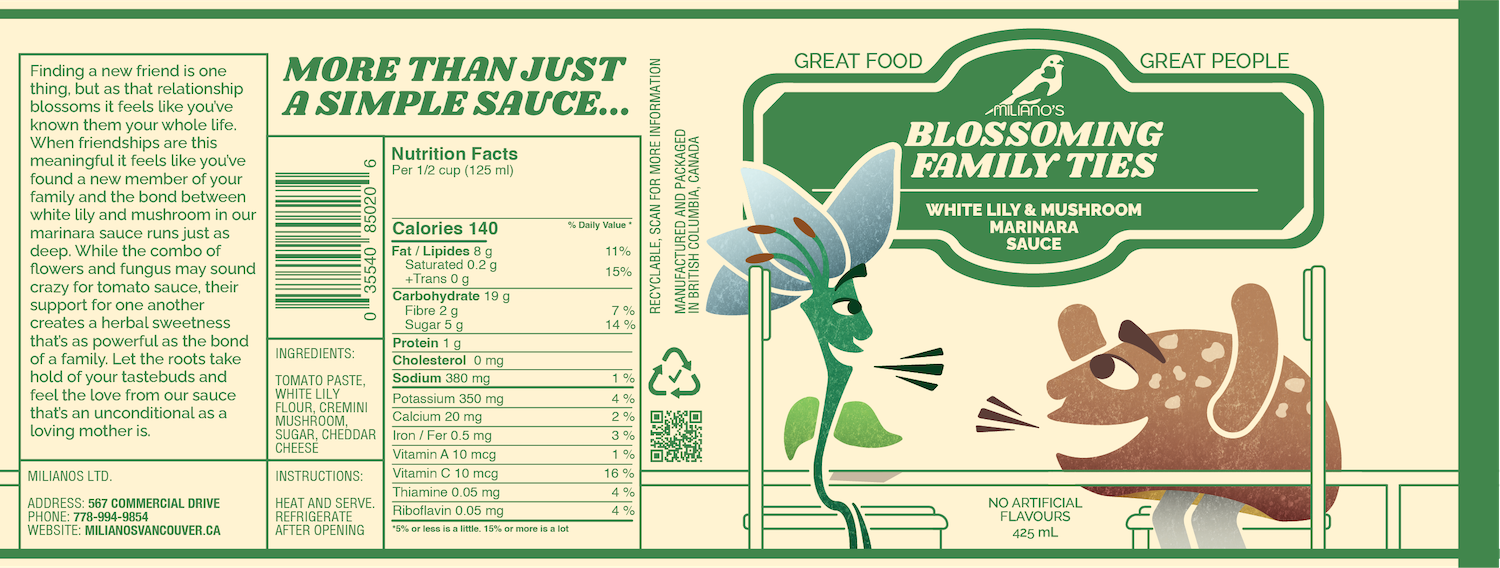 Finding a new friend is one
thing, but as that relationship
blossoms it feels like you've
known them your whole life.
When friendships are this
meaningful it feels like you've
found a new member of your
family and the bond between
white lily and mushroom in our
marinara sauce runs just as
deep. While the combo of
flowers and fungus may sound
crazy for tomato sauce, their
support for one another
creates a herbal sweetness
that's as powerful as the bond
of a family. Let the roots take
hold of your tastebuds and
feel the love from our sauce
that's an unconditional as a
loving mother is.
MILIANOS LTD.
ADDRESS: 567 COMMERCIAL DRIVE
PHONE: 778-994-9854
WEBSITE: MILIANOSVANCOUVER.CA
MORE THAN JUST
A SIMPLE SAUCE...
0 35540 85020 6
INGREDIENTS:
TOMATO PASTE,
WHITE LILY
FLOUR, CREMINI
MUSHROOM,
SUGAR, CHEDDAR
CHEESE
INSTRUCTIONS:
HEAT AND SERVE.
REFRIGERATE
AFTER OPENING
Nutrition Facts
Per 1/2 cup (125 ml)
Calories 140 % Daily Value *
Fat / Lipides 8 g 11%
Saturated 0.2 g
+Trans 0 g 15%
Carbohydrate 19 g
Fibre 2 g 7 %
Sugar 5 g 14 %
Protein 1 g
Cholesterol 0 mg
Sodium 380 mg 1 %
Potassium 350 mg 4 %
Calcium 20 mg 2 %
Iron / Fer 0.5 mg 3 %
Vitamin A 10 mcg 1 %
Vitamin C 10 mcg 16 %
Thiamine 0.05 mg 4 %
Riboflavin 0.05 mg 4 %
*5% or less is a little. 15% or more is a lot
RECYCLABLE, SCAN FOR MORE INFORMATION
MANUFACTURED AND PACKAGED
IN BRITISH COLUMBIA, CANADA
GREAT FOOD
GREAT PEOPLE
MILIANO'S
BLOSSOMING
FAMILY TIES
WHITE LILY & MUSHROOM
MARINARA
SAUCE
NO ARTIFICIAL
FLAVOURS
425 mL